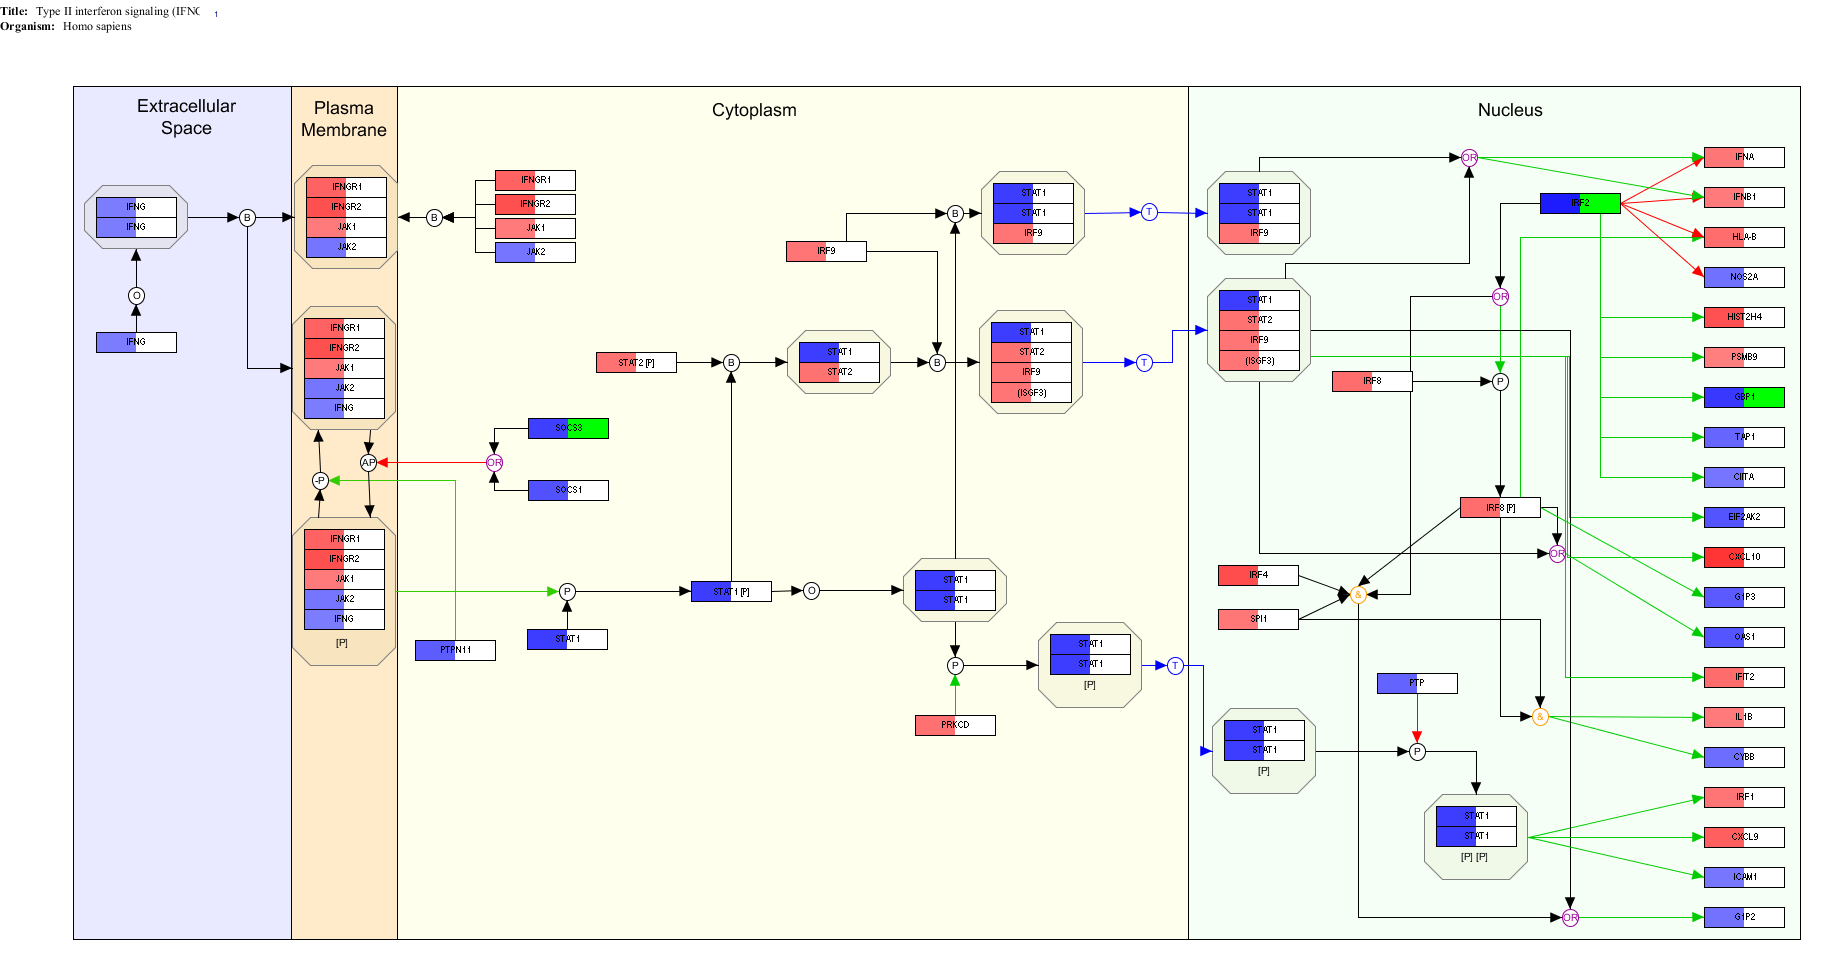 Title: Type II interferon signaling (IFNG
1
Organism: Homo sapiens
Extracellular
Space
Plasma
Membrane
Cytoplasm
Nucleus
IFNG
IFNG
O
IFNG
B
IFNGR1
IFNGR2
JAK1
JAK2
IFNGR1
IFNGR2
JAK1
JAK2
IFNG
AP
-P
IFNGR1
IFNGR2
JAK1
JAK2
IFNG
[P]
B
IFNGR1
IFNGR2
JAK1
JAK2
STAT2 [P]
B
SOCS3
OR
SOCS1
PTPN11
P
STAT1
STAT1 [P]
O
IRF9
STAT1
STAT2
B
B
STAT1
STAT1
IRF9
T
STAT1
STAT2
IRF9
(ISGF3)
T
STAT1
STAT1
P
PRKCD
STAT1
STAT1
[P]
T
STAT1
STAT1
IRF9
STAT1
STAT2
IRF9
(ISGF3)
OR
IRF2
OR
IRF8
P
IRF8 [P]
OR
IRF4
&
SPI1
PTP
&
STAT1
STAT1
[P]
P
STAT1
STAT1
[P] [P]
OR
IFNA
IFNB1
HLA-B
NOS2A
HIST2H4
PSMB9
GBP1
TAP1
CIITA
EIF2AK2
CXCL10
G1P3
OAS1
IFIT2
IL1B
CYBB
IRF1
CXCL9
ICAM1
G1P2